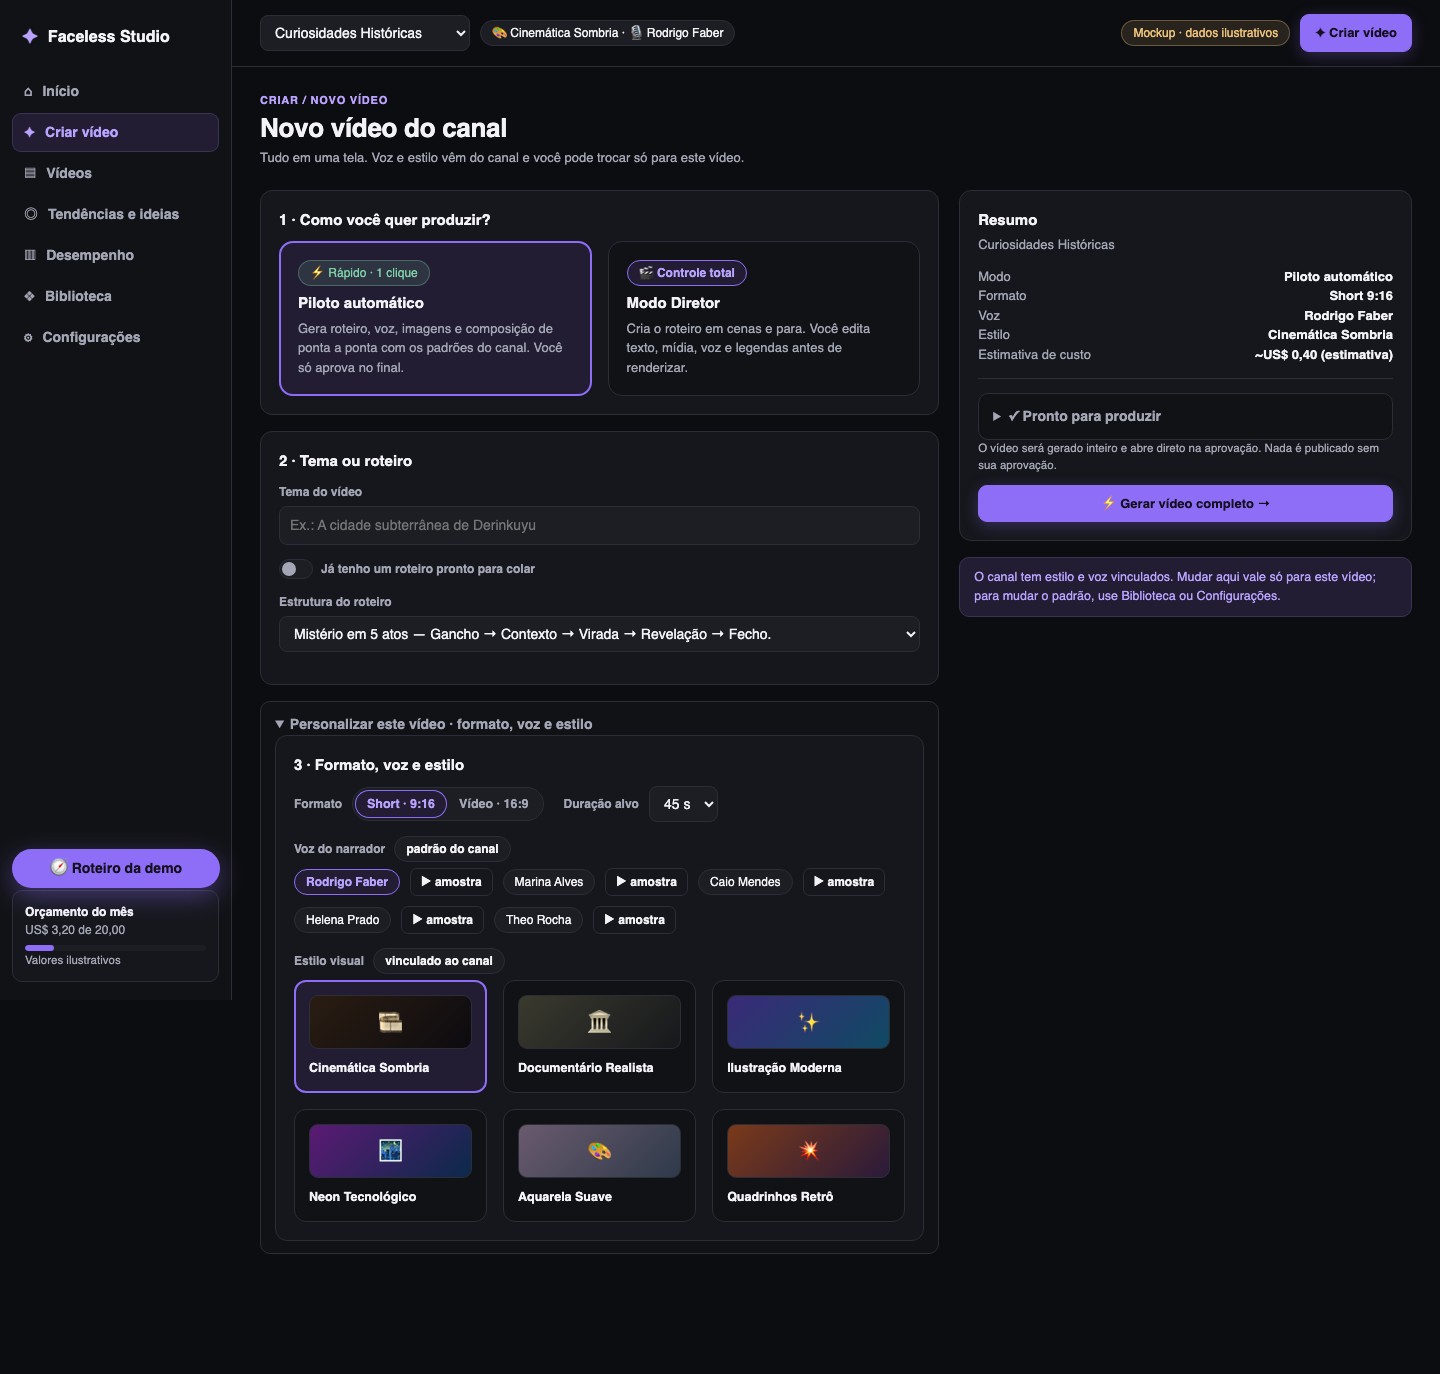 Faceless Studio
Início
Criar vídeo
Vídeos
Tendências e ideias
Desempenho
Biblioteca
Configurações
Roteiro da demo
Orçamento do mês
US$ 3,20 de 20,00
Valores ilustrativos
Curiosidades Históricas
Cinemática Sombria · Rodrigo Faber
Mockup · dados ilustrativos
Criar vídeo
CRIAR / NOVO VÍDEO
Novo vídeo do canal
Tudo em uma tela. Voz e estilo vêm do canal e você pode trocar só para este vídeo.
1 · Como você quer produzir?
Rápido · 1 clique
Piloto automático
Gera roteiro, voz, imagens e composição de
ponta a ponta com os padrões do canal. Você
só aprova no final.
Controle total
Modo Diretor
Cria o roteiro em cenas e para. Você edita
texto, mídia, voz e legendas antes de
renderizar.
2 · Tema ou roteiro
Tema do vídeo
Ex.: A cidade subterrânea de Derinkuyu
Já tenho um roteiro pronto para colar
Estrutura do roteiro
Mistério em 5 atos — Gancho → Contexto → Virada → Revelação → Fecho.
Personalizar este vídeo · formato, voz e estilo
3 · Formato, voz e estilo
Formato Short · 9:16 Vídeo · 16:9 Duração alvo 45 s
Voz do narrador padrão do canal
Rodrigo Faber ▶ amostra Marina Alves ▶ amostra Caio Mendes ▶ amostra
Helena Prado ▶ amostra Theo Rocha ▶ amostra
Estilo visual vinculado ao canal
Cinemática Sombria
Documentário Realista
Ilustração Moderna
Neon Tecnológico
Aquarela Suave
Quadrinhos Retrô
Resumo
Curiosidades Históricas
Modo Piloto automático
Formato Short 9:16
Voz Rodrigo Faber
Estilo Cinemática Sombria
Estimativa de custo ~US$ 0,40 (estimativa)
▶ ✓ Pronto para produzir
O vídeo será gerado inteiro e abre direto na aprovação. Nada é publicado sem
sua aprovação.
⚡ Gerar vídeo completo →
O canal tem estilo e voz vinculados. Mudar aqui vale só para este vídeo;
para mudar o padrão, use Biblioteca ou Configurações.